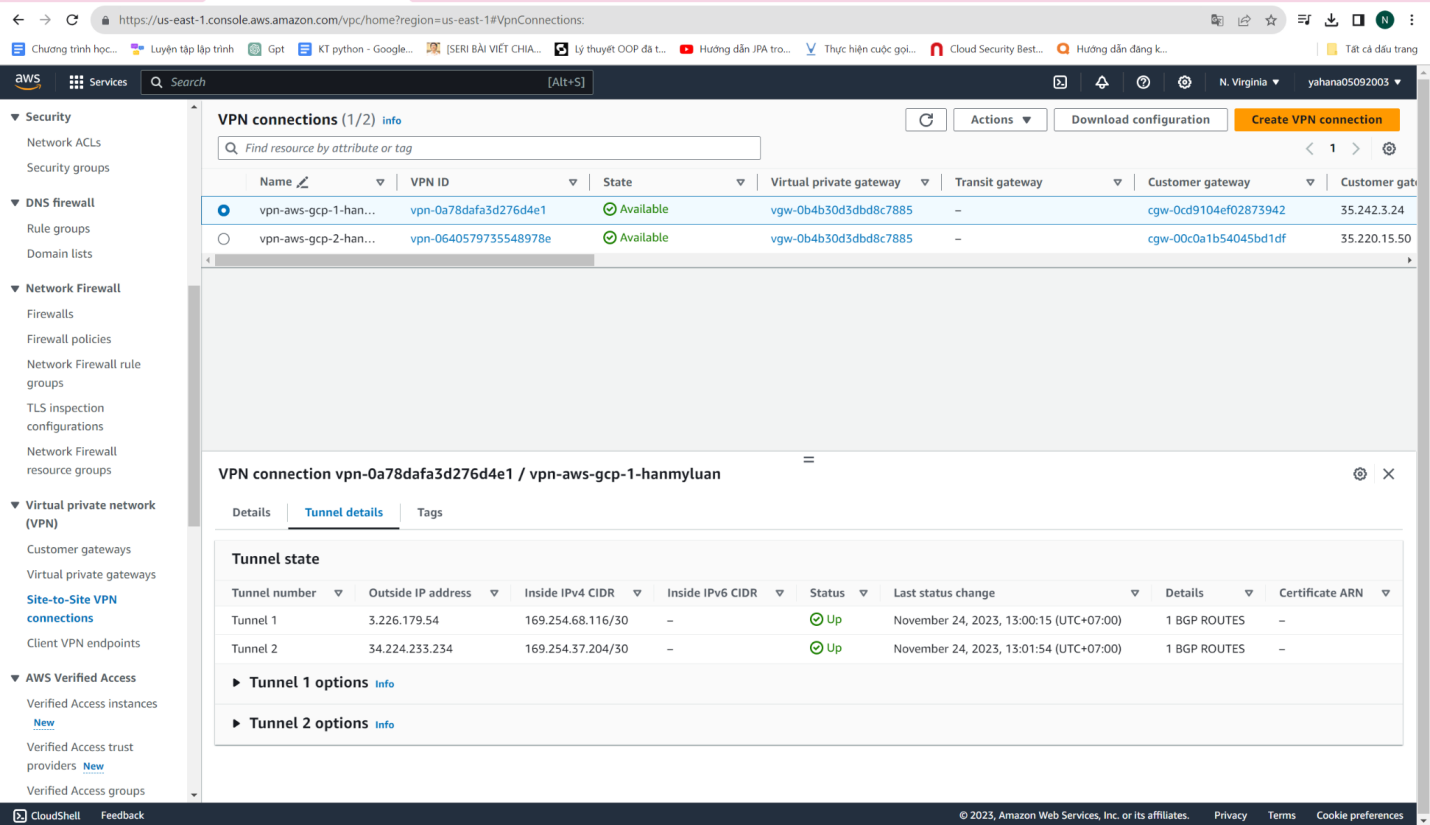 https://us-east-1.console.aws.amazon.com/vpc/home?region=us-east-1#VpnConnections:
N
Chương trình học... Luyện tập lập trình Gpt KT python - Google... [SERI BÀI VIẾT CHIA... Lý thuyết OOP đã t... Hướng dẫn JPA tro... Thực hiện cuộc gọi... Cloud Security Best... Hướng dẫn đăng k... Tất cả dấu trang
aws Services Search [Alt+S] N. Virginia yahana05092003
Security
Network ACLs
Security groups
DNS firewall
Rule groups
Domain lists
Network Firewall
Firewalls
Firewall policies
Network Firewall rule
groups
TLS inspection
configurations
Network Firewall
resource groups
Virtual private network
(VPN)
Customer gateways
Virtual private gateways
Site-to-Site VPN
connections
Client VPN endpoints
AWS Verified Access
Verified Access instances
New
Verified Access trust
providers New
Verified Access groups
VPN connections (1/2) info Actions Download configuration Create VPN connection
Find resource by attribute or tag 1
Name VPN ID State Virtual private gateway Transit gateway Customer gateway Customer gat
vpn-aws-gcp-1-han... vpn-0a78dafa3d276d4e1 Available vgw-0b4b30d3dbd8c7885 – cgw-0cd9104ef02873942 35.242.3.24
vpn-aws-gcp-2-han... vpn-0640579735548978e Available vgw-0b4b30d3dbd8c7885 – cgw-00c0a1b54045bd1df 35.220.15.50
VPN connection vpn-0a78dafa3d276d4e1 / vpn-aws-gcp-1-hanmyluan
Details Tunnel details Tags
Tunnel state
Tunnel number Outside IP address Inside IPv4 CIDR Inside IPv6 CIDR Status Last status change Details Certificate ARN
Tunnel 1 3.226.179.54 169.254.68.116/30 – Up November 24, 2023, 13:00:15 (UTC+07:00) 1 BGP ROUTES –
Tunnel 2 34.224.233.234 169.254.37.204/30 – Up November 24, 2023, 13:01:54 (UTC+07:00) 1 BGP ROUTES –
Tunnel 1 options Info
Tunnel 2 options Info
CloudShell Feedback © 2023, Amazon Web Services, Inc. or its affiliates. Privacy Terms Cookie preferences